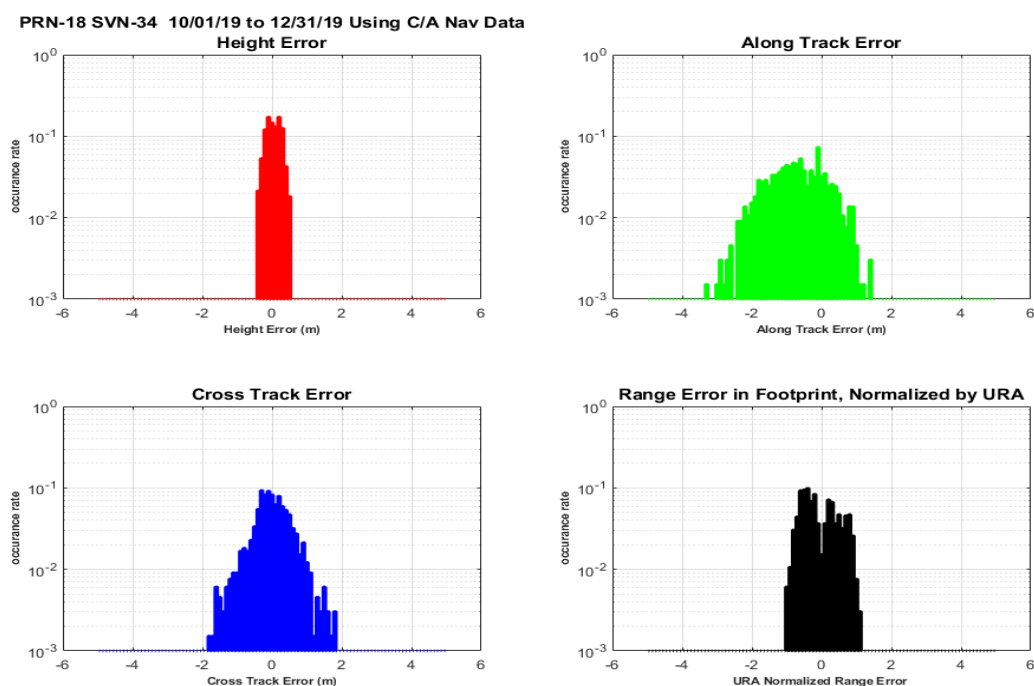 PRN-18 SVN-34  10/01/19 to 12/31/19 Using C/A Nav Data
Height Error
10^0
10^-1
10^-2
10^-3
occurance rate
-6 -4 -2 0 2 4 6
Height Error (m)
Along Track Error
10^0
10^-1
10^-2
10^-3
occurance rate
-6 -4 -2 0 2 4 6
Along Track Error (m)
Cross Track Error
10^0
10^-1
10^-2
10^-3
occurance rate
-6 -4 -2 0 2 4 6
Cross Track Error (m)
Range Error in Footprint, Normalized by URA
10^0
10^-1
10^-2
10^-3
occurance rate
-6 -4 -2 0 2 4 6
URA Normalized Range Error